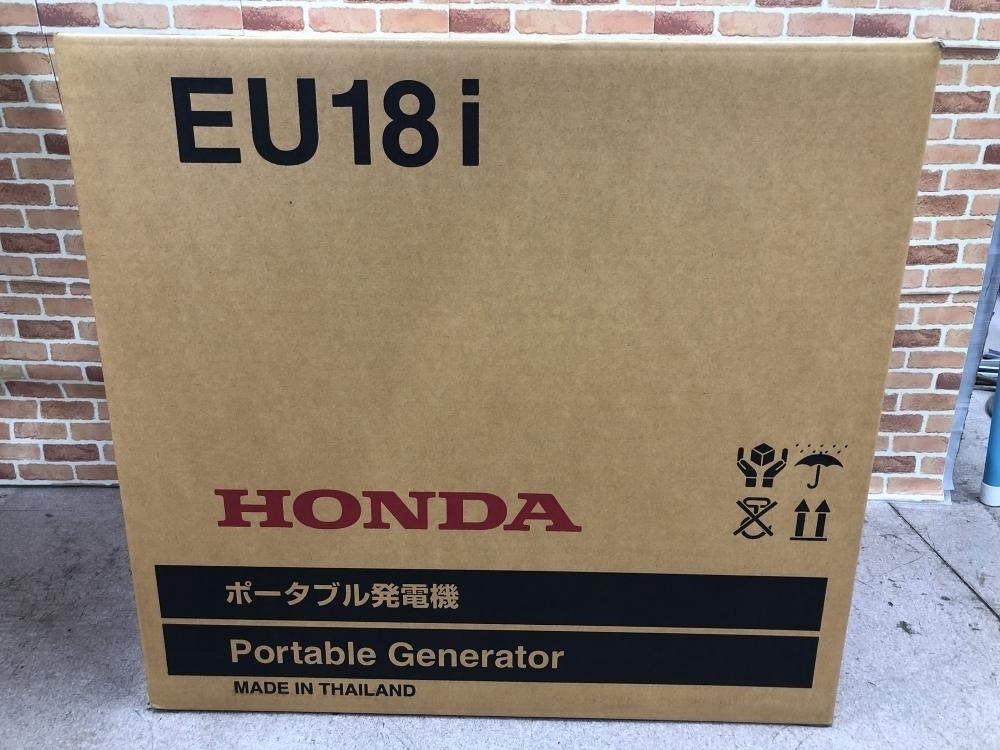 EU18i
HONDA
ポータブル発電機
Portable Generator
MADE IN THAILAND